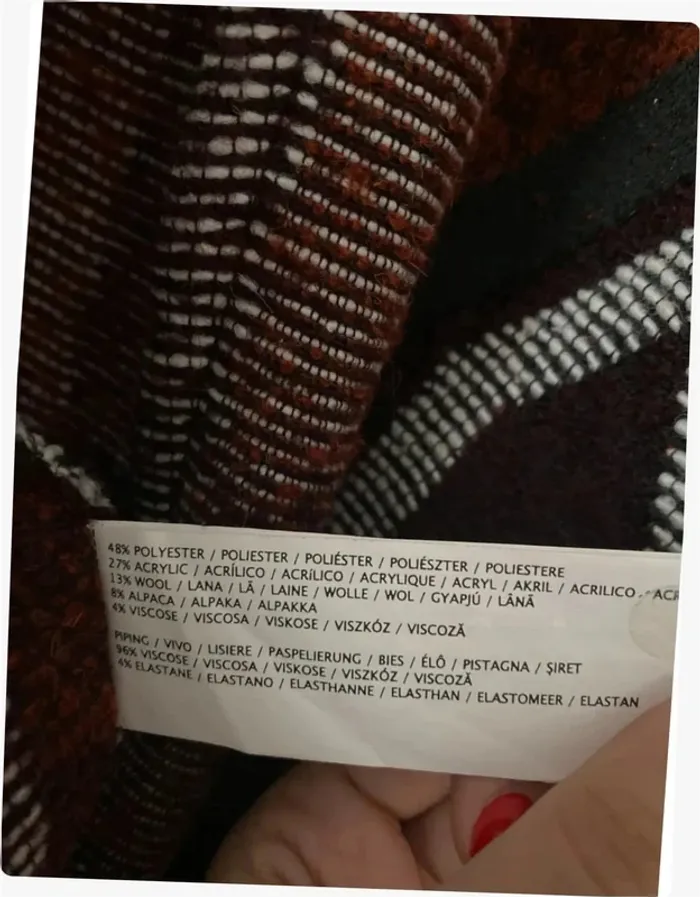 48% POLYESTER / POLIESTER / POLIÉSTER / POLIÉSZTER / POLIESTERE
27% ACRYLIC / ACRÍLICO / ACRíLICO / ACRYLIQUE / ACRYL / AKRIL / ACRILICO
13% WOOL / LANA / LÃ / LAINE / WOLLE / WOL / GYAPJÚ / LÂNĂ
8% ALPACA / ALPAKA / ALPAKKA
4% VISCOSE / VISCOSA / VISKOSE / VISZKÓZ / VISCOZĂ
PIPING / VIVO / LISIERE / PASPELIERUNG / BIES / ÉLÔ / PISTAGNA / ŞIRET
96% VISCOSE / VISCOSA / VISKOSE / VISZKÓZ / VISCOZĂ
4% ELASTANE / ELASTANO / ELASTHANNE / ELASTHAN / ELASTOMEER / ELASTAN